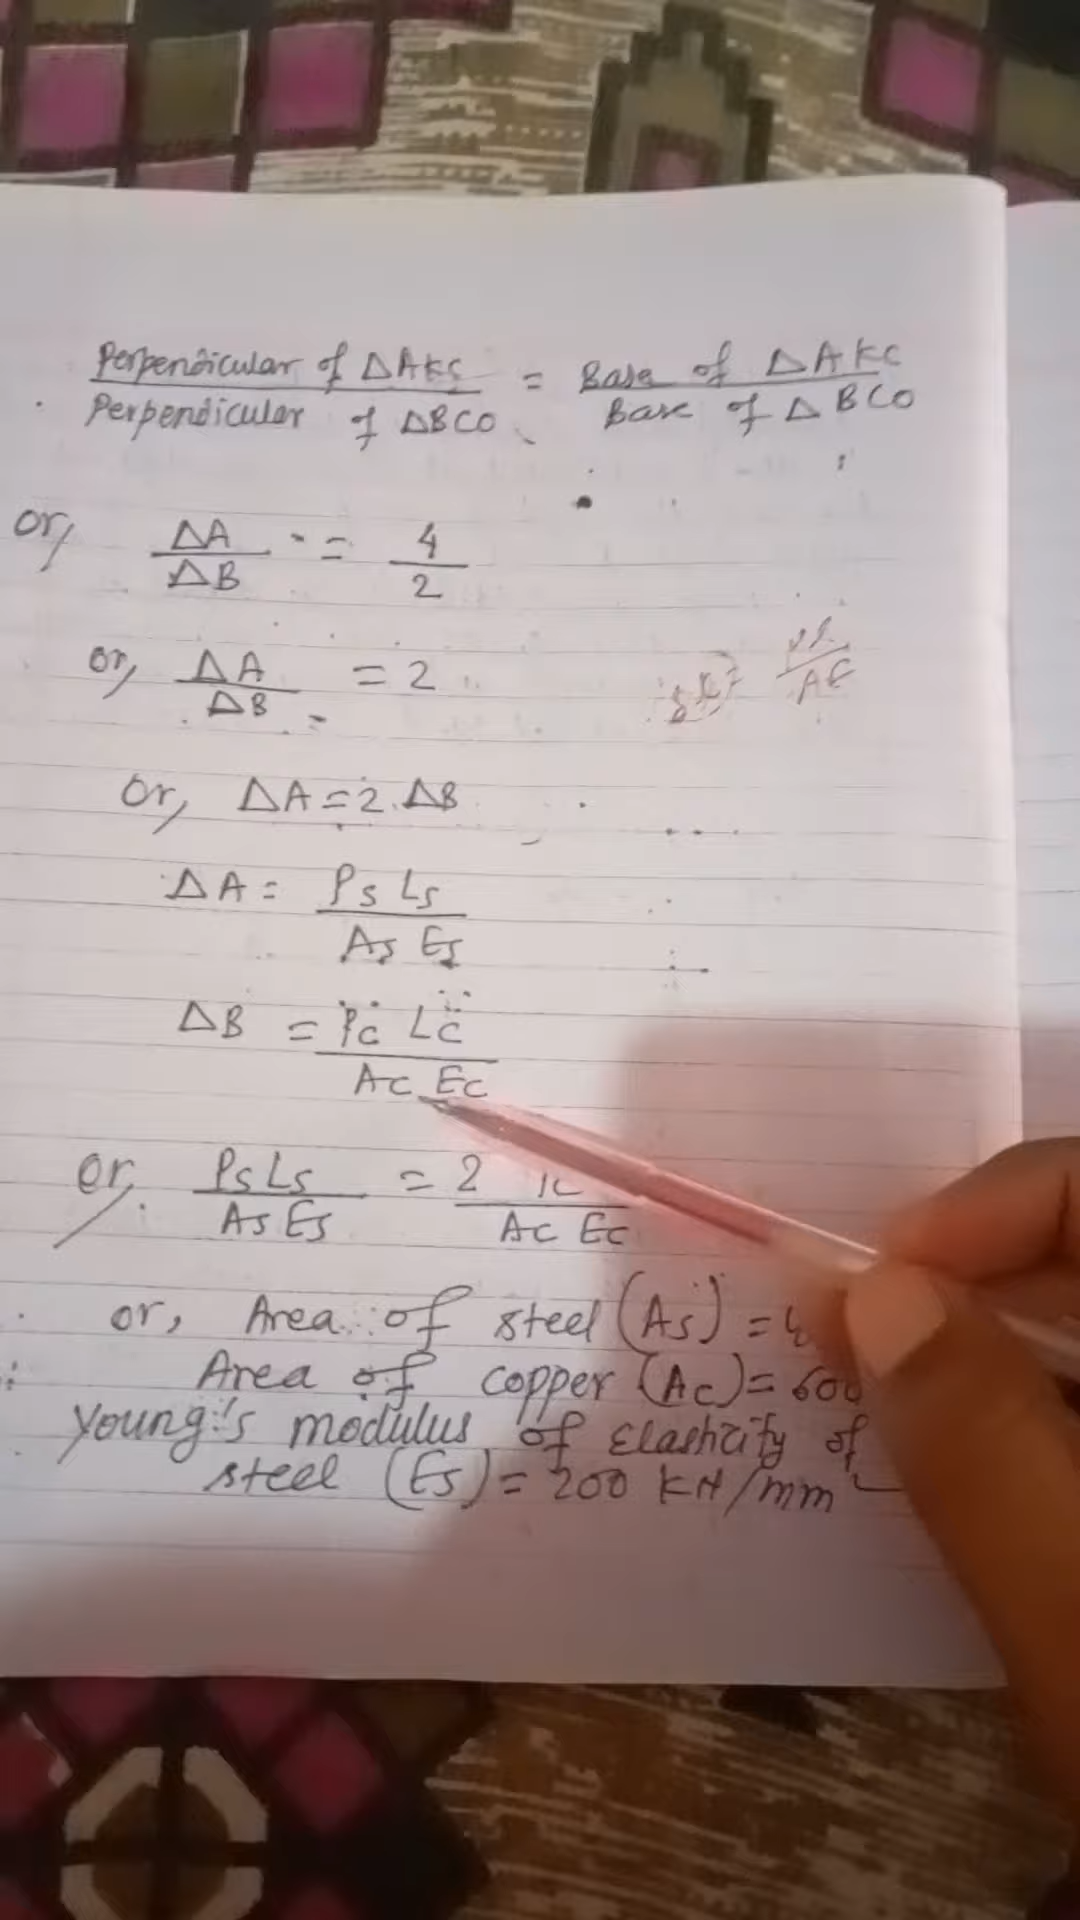 Perpendicular of ΔAKC / Perpendicular of ΔBCO = Base of ΔAKC / Base of ΔBCO
or, ΔA / ΔB = 4 / 2
or, ΔA / ΔB = 2
or, ΔA = 2 ΔB
ΔA = Ps Ls / As Es
ΔB = Pc Lc / Ac Ec
or, Ps Ls / As Es = 2 / Ac Ec
or, Area of steel (As) =
Area of copper (Ac) = 600
Young's modulus of Elasticity of
steel (Es) = 200 KN/mm²